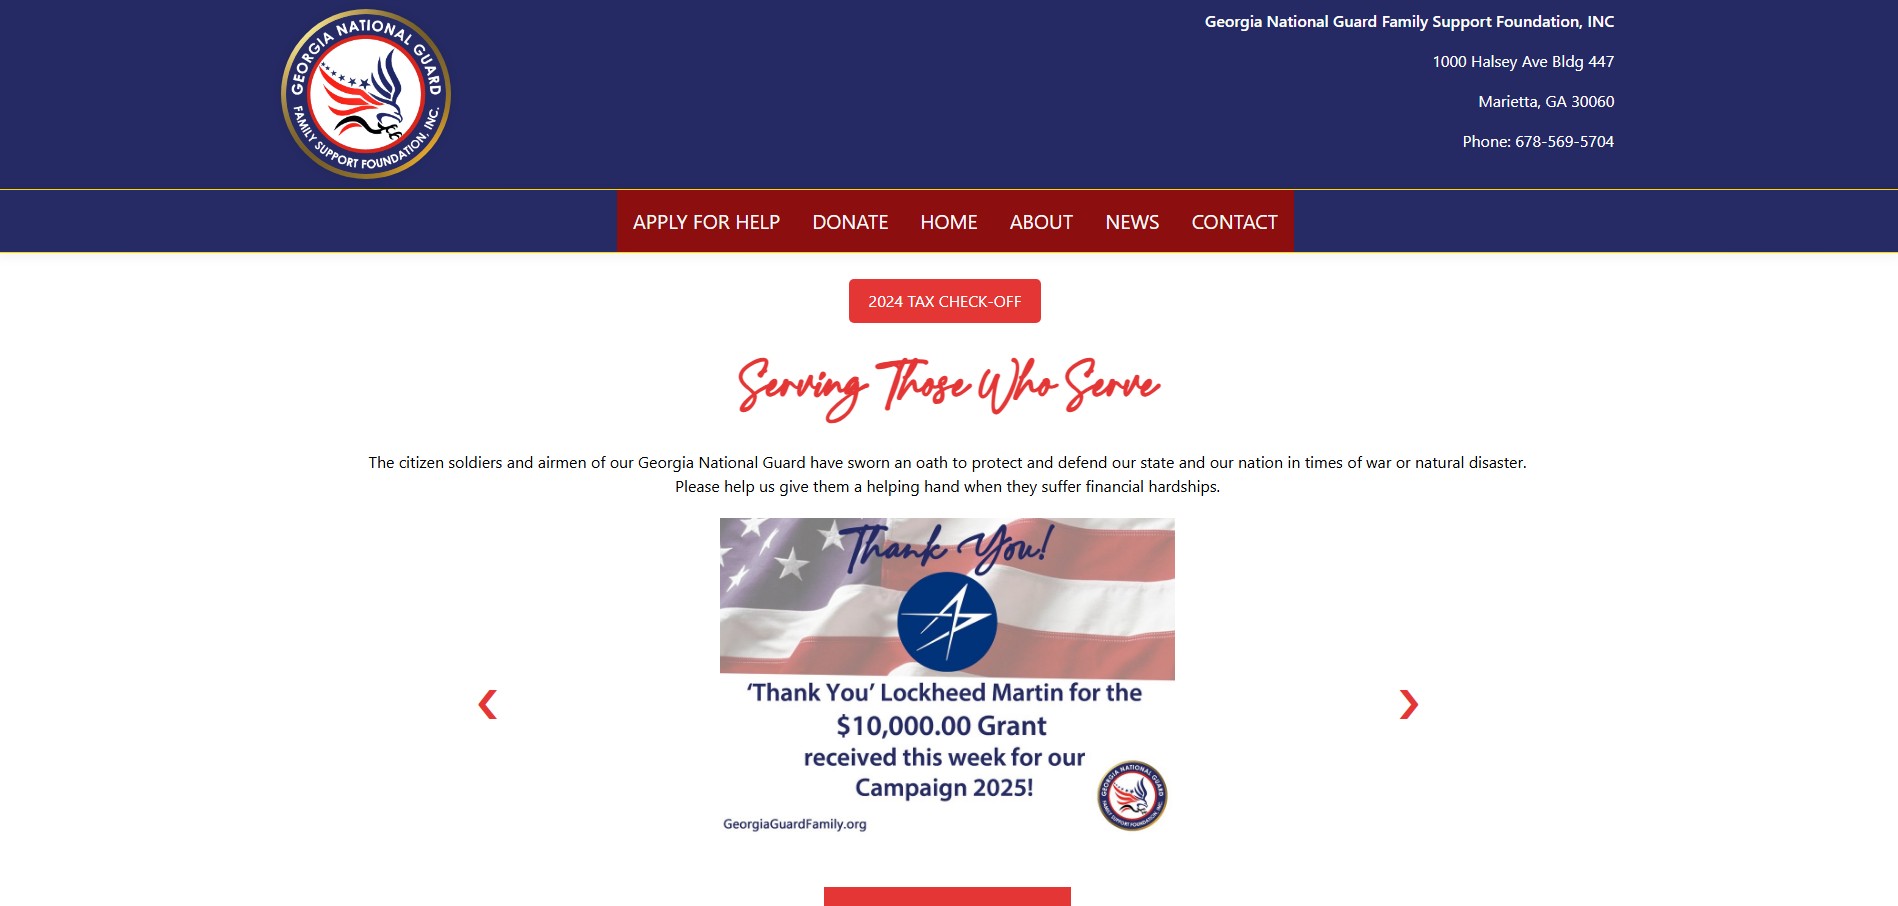 GEORGIA NATIONAL GUARD
FAMILY SUPPORT FOUNDATION, INC.
Georgia National Guard Family Support Foundation, INC
1000 Halsey Ave Bldg 447
Marietta, GA 30060
Phone: 678-569-5704
APPLY FOR HELP DONATE HOME ABOUT NEWS CONTACT
2024 TAX CHECK-OFF
Serving Those Who Serve
The citizen soldiers and airmen of our Georgia National Guard have sworn an oath to protect and defend our state and our nation in times of war or natural disaster.
Please help us give them a helping hand when they suffer financial hardships.
Thank You!
‘Thank You’ Lockheed Martin for the
$10,000.00 Grant
received this week for our
Campaign 2025!
GeorgiaGuardFamily.org
GEORGIA NATIONAL GUARD
FAMILY SUPPORT FOUNDATION, INC.